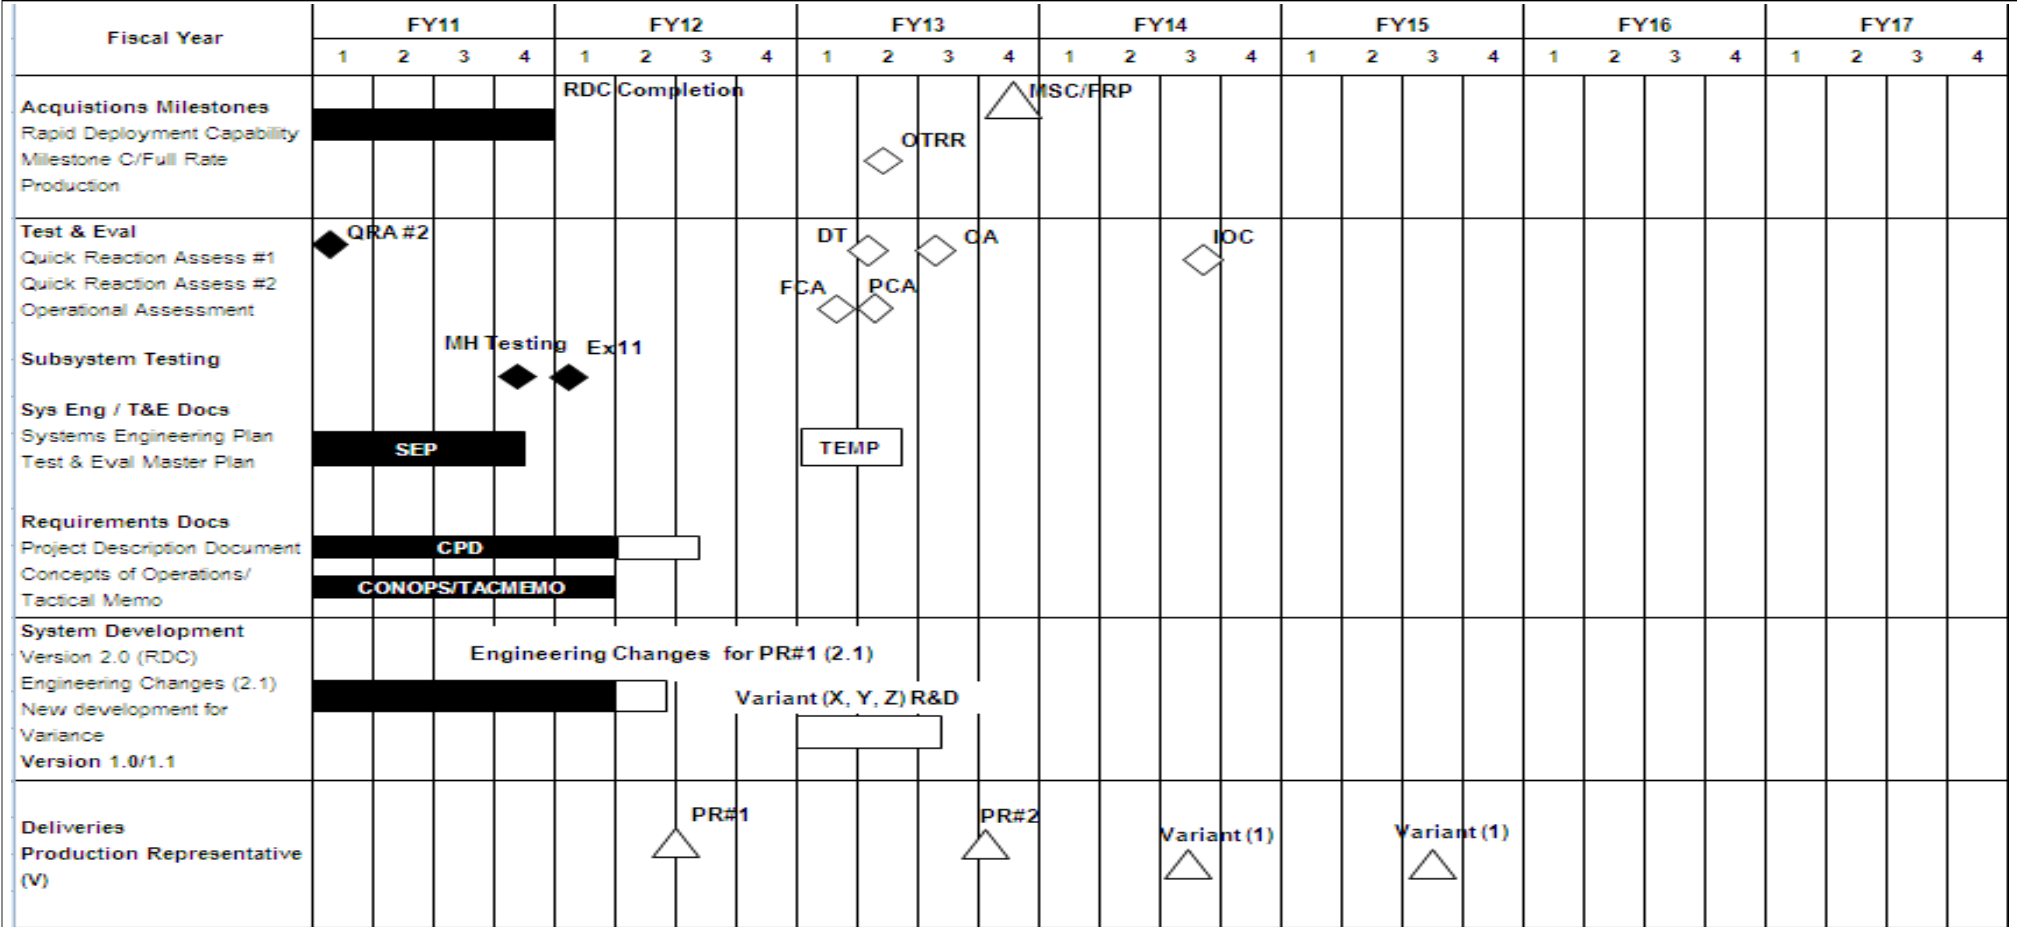 Fiscal Year
FY11 FY12 FY13 FY14 FY15 FY16 FY17
1 2 3 4 1 2 3 4 1 2 3 4 1 2 3 4 1 2 3 4 1 2 3 4 1 2 3 4
Acquistions Milestones
Rapid Deployment Capability
Milestone C/Full Rate
Production
RDC Completion
MSC/FRP
OTRR
Test & Eval
Quick Reaction Assess #1
Quick Reaction Assess #2
Operational Assessment
QRA #2
DT
OA
IOC
FCA
PCA
Subsystem Testing
MH Testing
Ex11
Sys Eng / T&E Docs
Systems Engineering Plan
Test & Eval Master Plan
SEP
TEMP
Requirements Docs
Project Description Document
Concepts of Operations/
Tactical Memo
CPD
CONOPS/TACMEMO
System Development
Version 2.0 (RDC)
Engineering Changes (2.1)
New development for
Variance
Version 1.0/1.1
Engineering Changes for PR#1 (2.1)
Variant (X, Y, Z) R&D
Deliveries
Production Representative
(V)
PR#1
PR#2
Variant (1)
Variant (1)